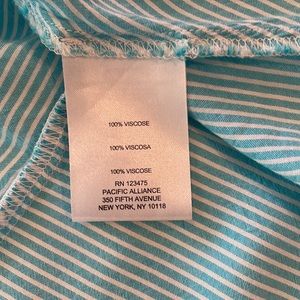 100% VISCOSE
100% VISCOSA
100% VISCOSE
RN 123475
PACIFIC ALLIANCE
350 FIFTH AVENUE
NEW YORK, NY 10118